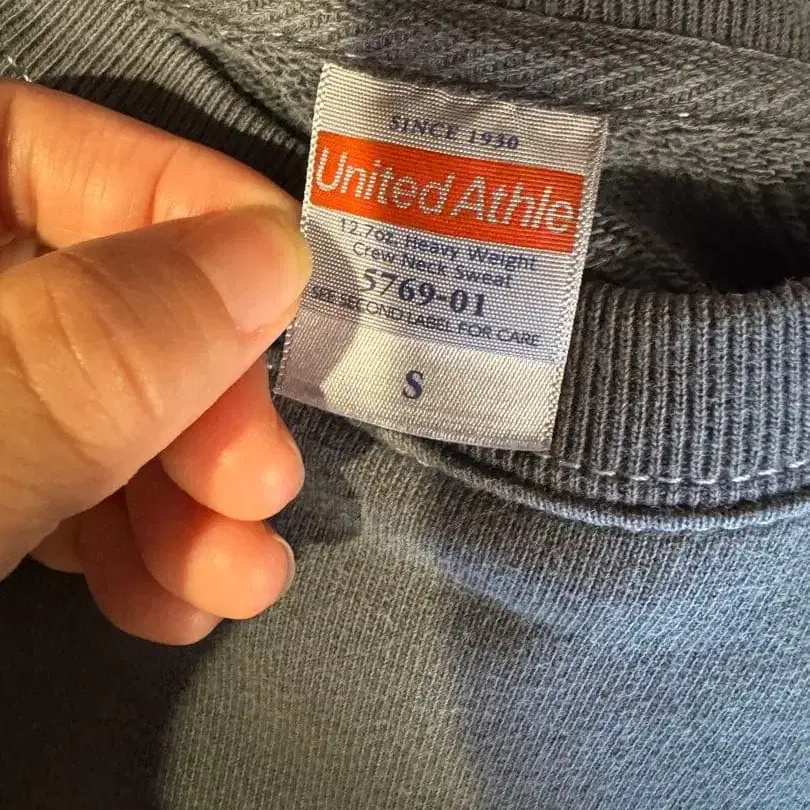 SINCE 1930
United Athle
12.7oz. Heavy Weight
Crew Neck Sweat
5769-01
SEE SECOND LABEL FOR CARE
S